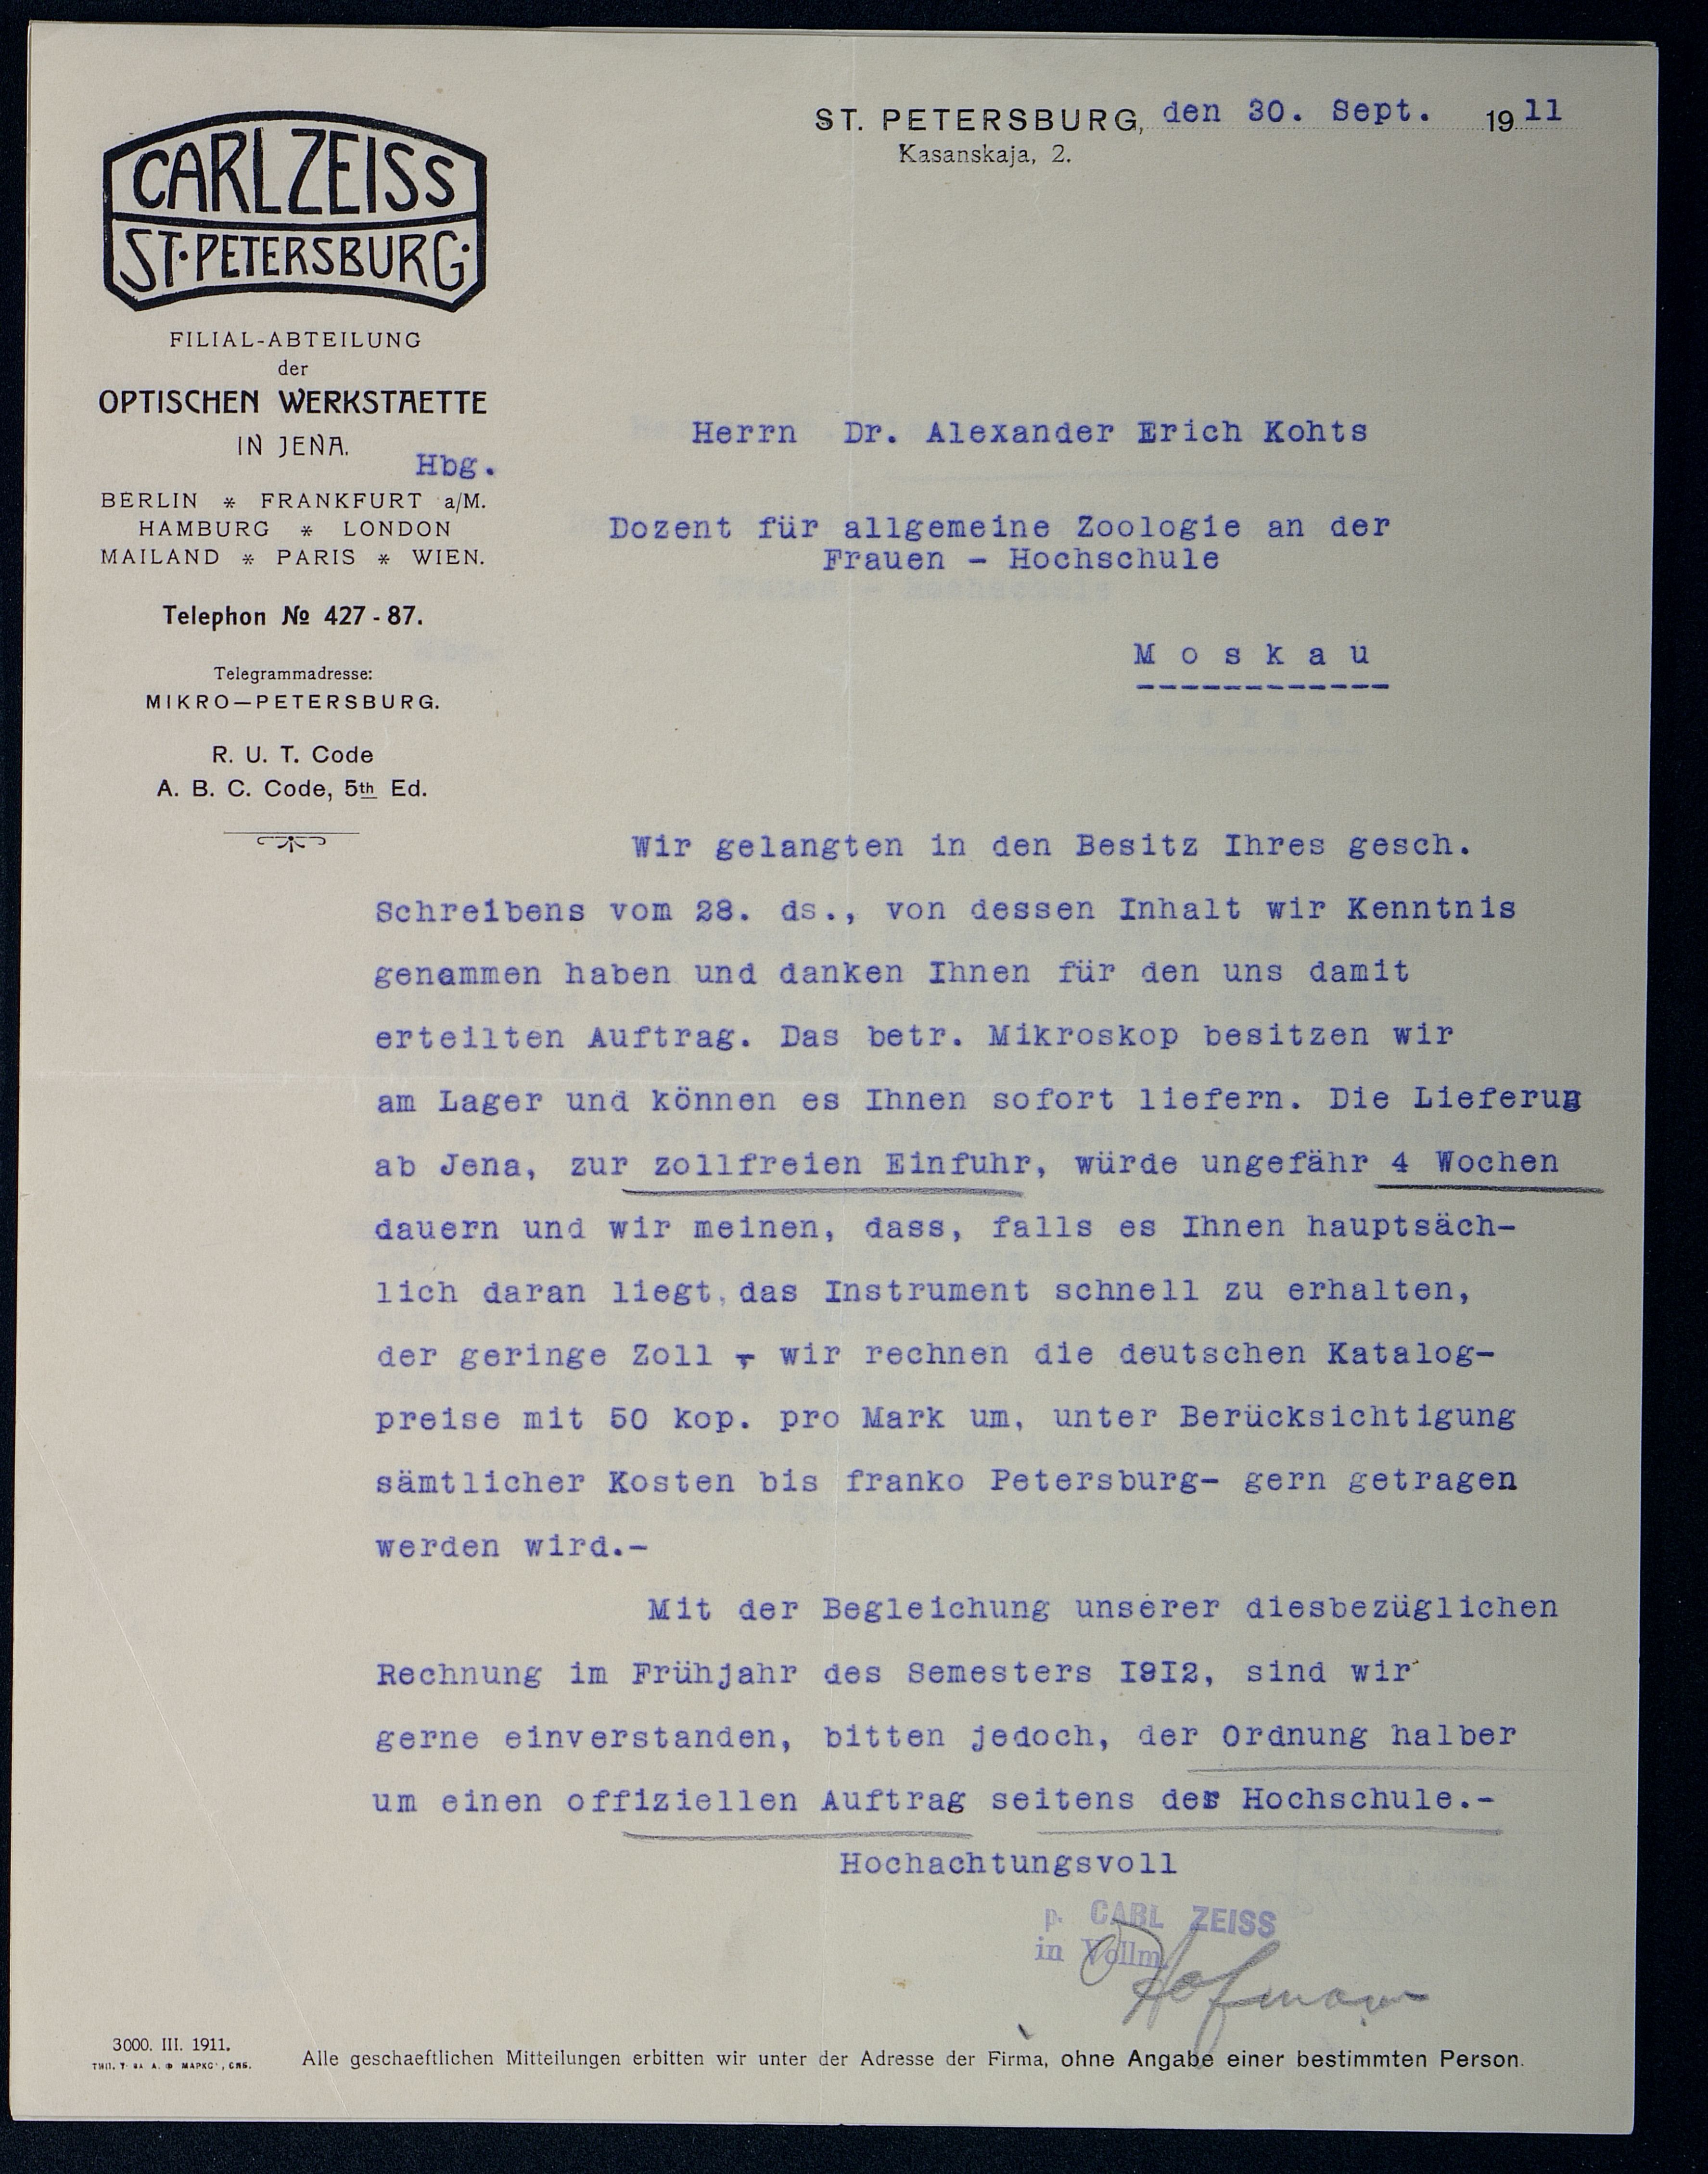 CARL ZEISS
ST. PETERSBURG.
FILIAL-ABTEILUNG
der
OPTISCHEN WERKSTAETTE
IN JENA.
Hbg.
BERLIN * FRANKFURT a/M.
HAMBURG * LONDON
MAILAND * PARIS * WIEN.
Telephon № 427-87.
Telegrammadresse:
MIKRO—PETERSBURG.
R. U. T. Code
A. B. C. Code, 5th Ed.
ST. PETERSBURG, den 30. Sept. 1911
Kasanskaja, 2.
Herrn Dr. Alexander Erich Kohts
Dozent für allgemeine Zoologie an der
Frauen - Hochschule
Moskau
Wir gelangten in den Besitz Ihres gesch.
Schreibens vom 28. ds., von dessen Inhalt wir Kenntnis
genommen haben und danken Ihnen für den uns damit
erteilten Auftrag. Das betr. Mikroskop besitzen wir
am Lager und können es Ihnen sofort liefern. Die Lieferug
ab Jena, zur zollfreien Einfuhr, würde ungefähr 4 Wochen
dauern und wir meinen, dass, falls es Ihnen hauptsäch-
lich daran liegt, das Instrument schnell zu erhalten,
der geringe Zoll - wir rechnen die deutschen Katalog-
preise mit 50 kop. pro Mark um, unter Berücksichtigung
sämtlicher Kosten bis franko Petersburg- gern getragen
werden wird.-
Mit der Begleichung unserer diesbezüglichen
Rechnung im Frühjahr des Semesters 1912, sind wir
gerne einverstanden, bitten jedoch, der Ordnung halber
um einen offiziellen Auftrag seitens der Hochschule.-
Hochachtungsvoll
p. CARL ZEISS
in Vollm.
Hofmann
3000. III. 1911.
Alle geschaeftlichen Mitteilungen erbitten wir unter der Adresse der Firma, ohne Angabe einer bestimmten Person.